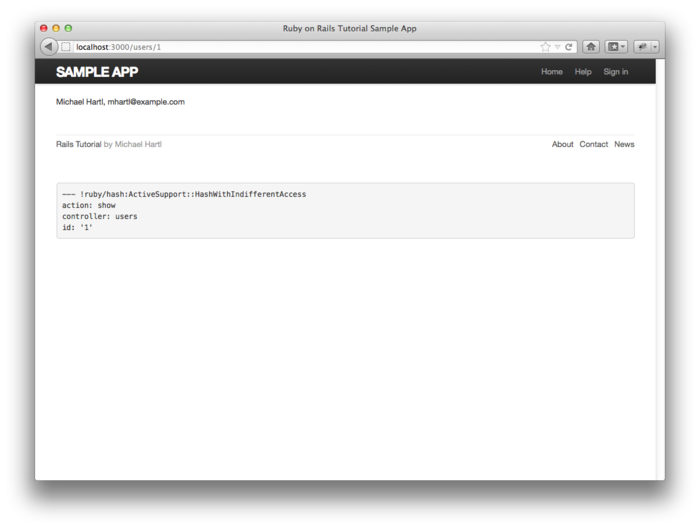 Ruby on Rails Tutorial Sample App
localhost:3000/users/1
SAMPLE APP Home Help Sign in
Michael Hartl, mhartl@example.com
Rails Tutorial by Michael Hartl About Contact News
--- !ruby/hash:ActiveSupport::HashWithIndifferentAccess
action: show
controller: users
id: '1'